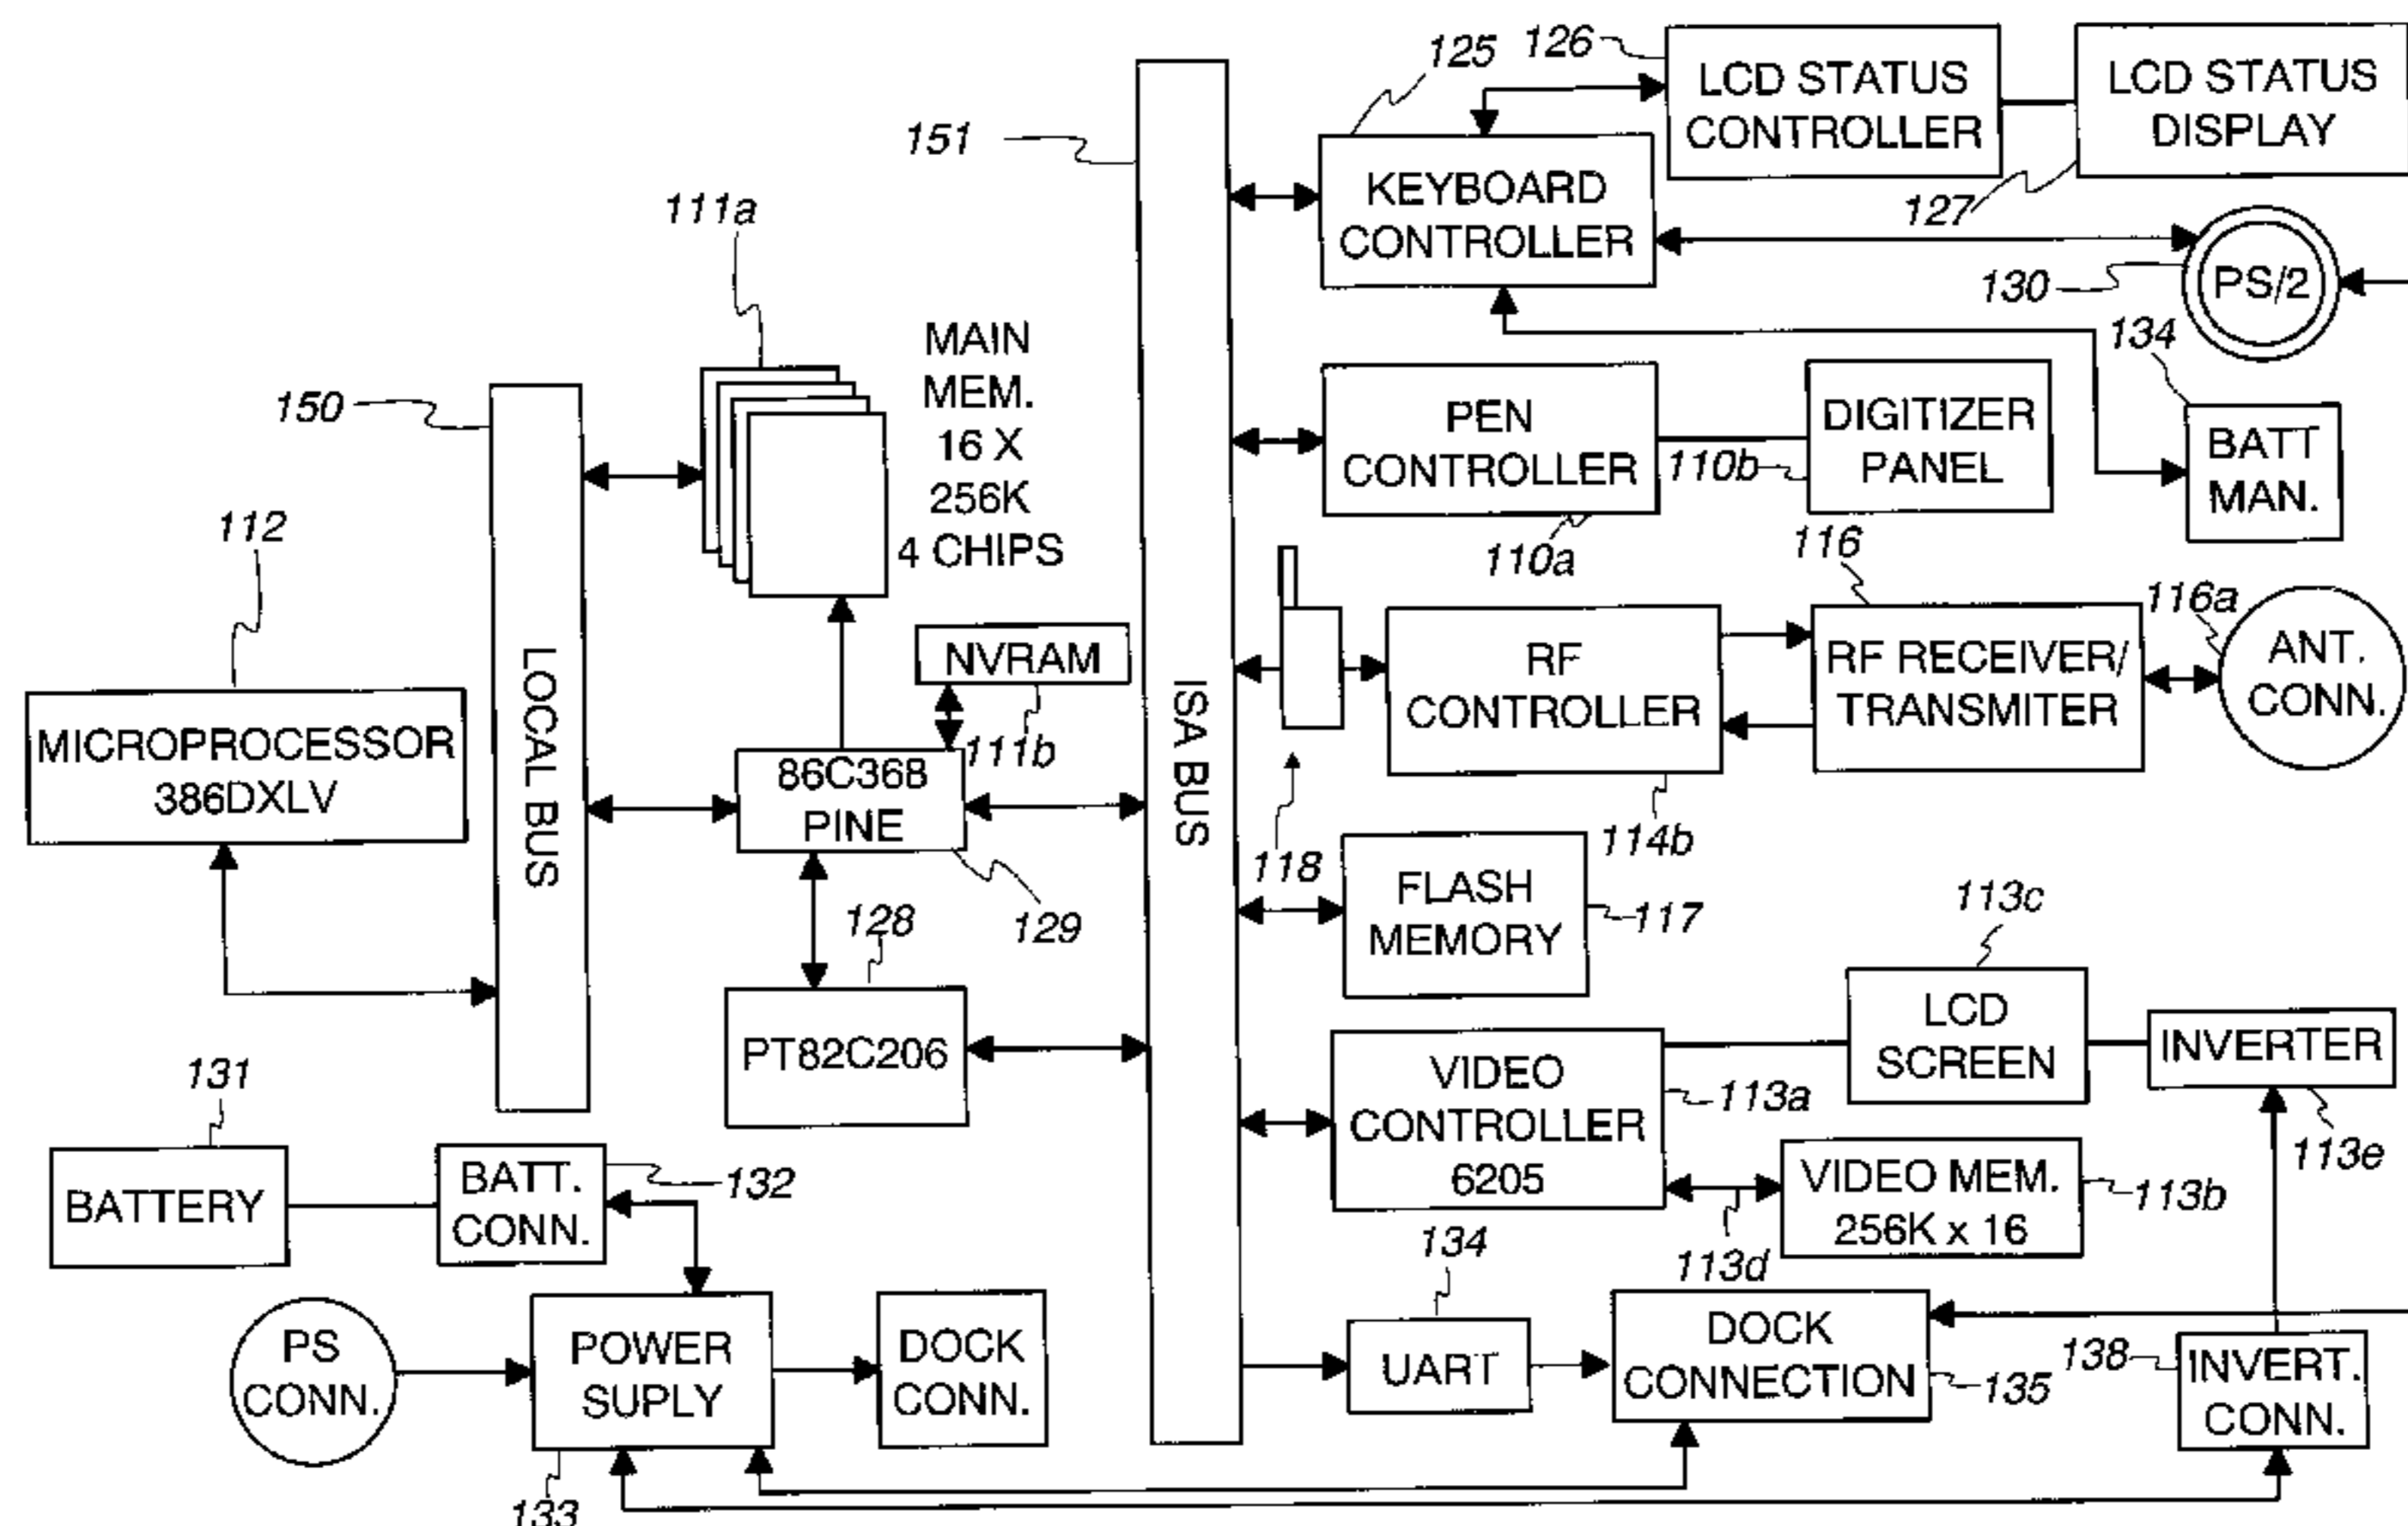 125
126
LCD STATUS
CONTROLLER
LCD STATUS
DISPLAY
127
151
KEYBOARD
CONTROLLER
130
PS/2
111a
MAIN
MEM.
16 X
256K
4 CHIPS
134
BATT
MAN.
150
PEN
CONTROLLER
110b
DIGITIZER
PANEL
110a
112
MICROPROCESSOR
386DXLV
LOCAL BUS
NVRAM
111b
86C368
PINE
129
ISA BUS
118
RF
CONTROLLER
114b
116
RF RECEIVER/
TRANSMITER
116a
ANT.
CONN.
128
PT82C206
FLASH
MEMORY
117
113c
LCD
SCREEN
INVERTER
113e
VIDEO
CONTROLLER
6205
113a
VIDEO MEM.
256K x 16
113b
113d
131
BATTERY
BATT.
CONN.
132
PS
CONN.
POWER
SUPLY
133
DOCK
CONN.
134
UART
DOCK
CONNECTION
135
138
INVERT.
CONN.